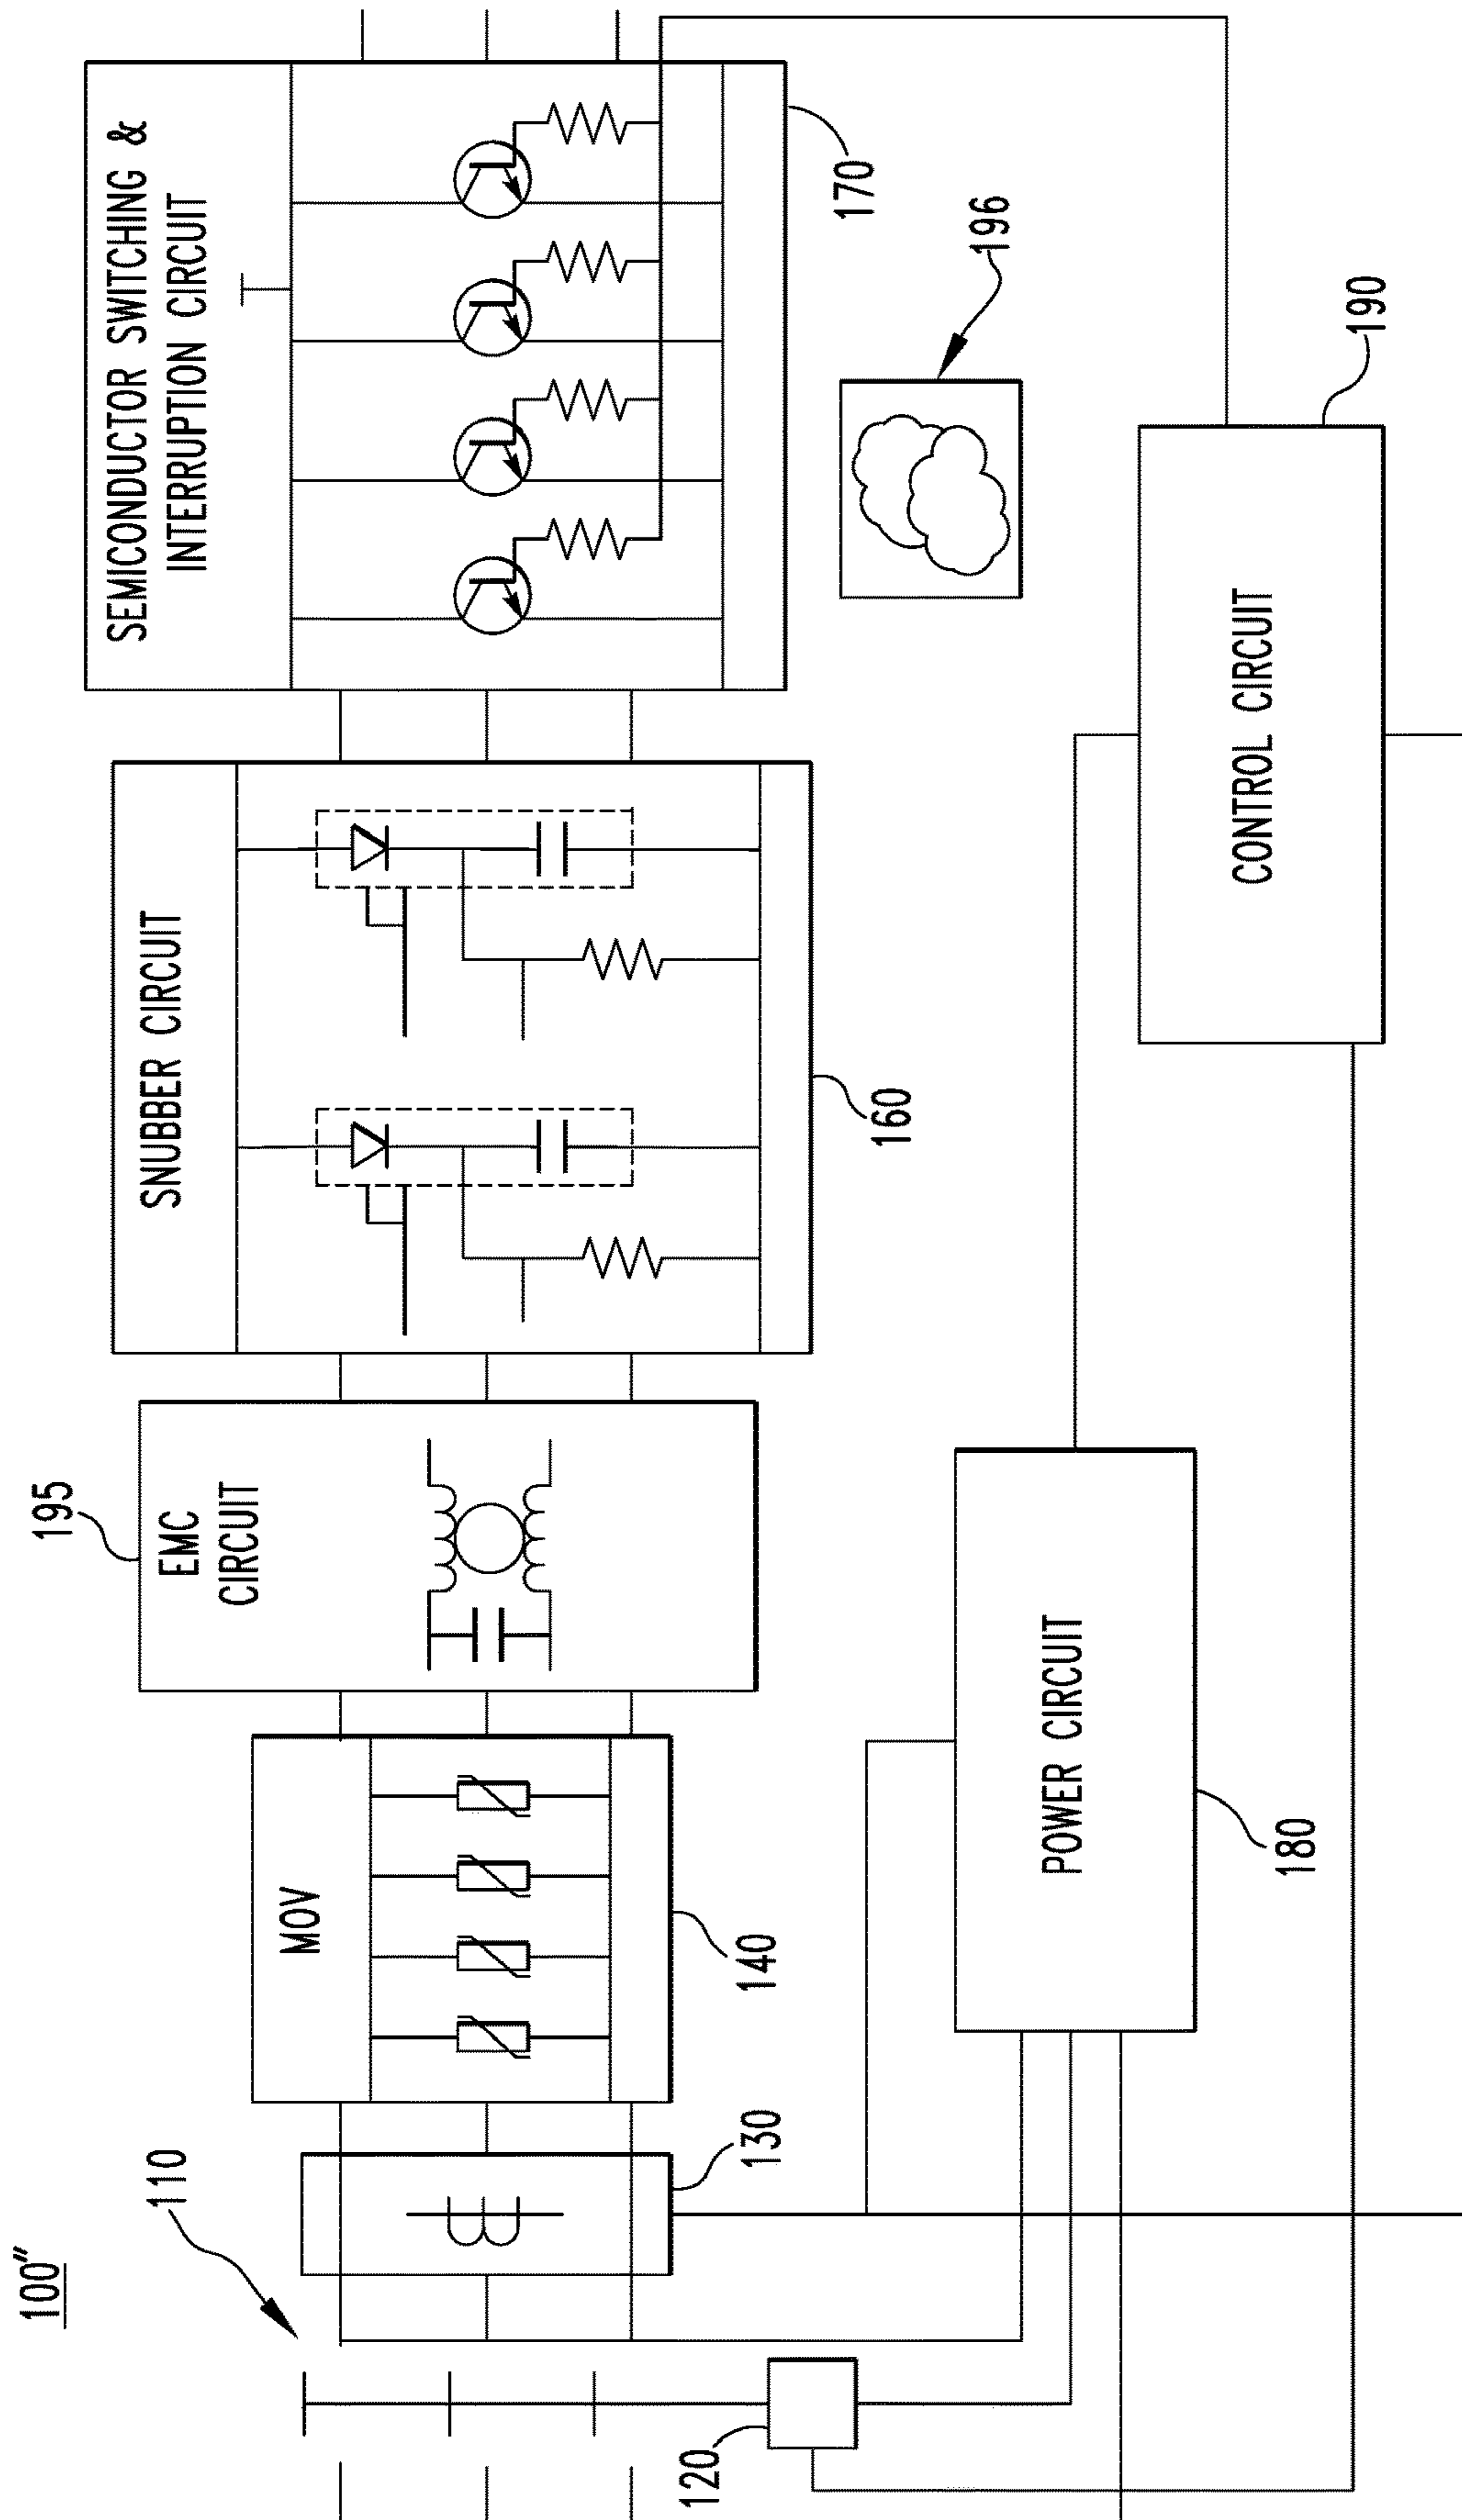 100"
110
120
130
MOV
140
195
EMC
CIRCUIT
SNUBBER CIRCUIT
160
SEMICONDUCTOR SWITCHING &
INTERRUPTION CIRCUIT
170
196
POWER CIRCUIT
180
CONTROL CIRCUIT
190